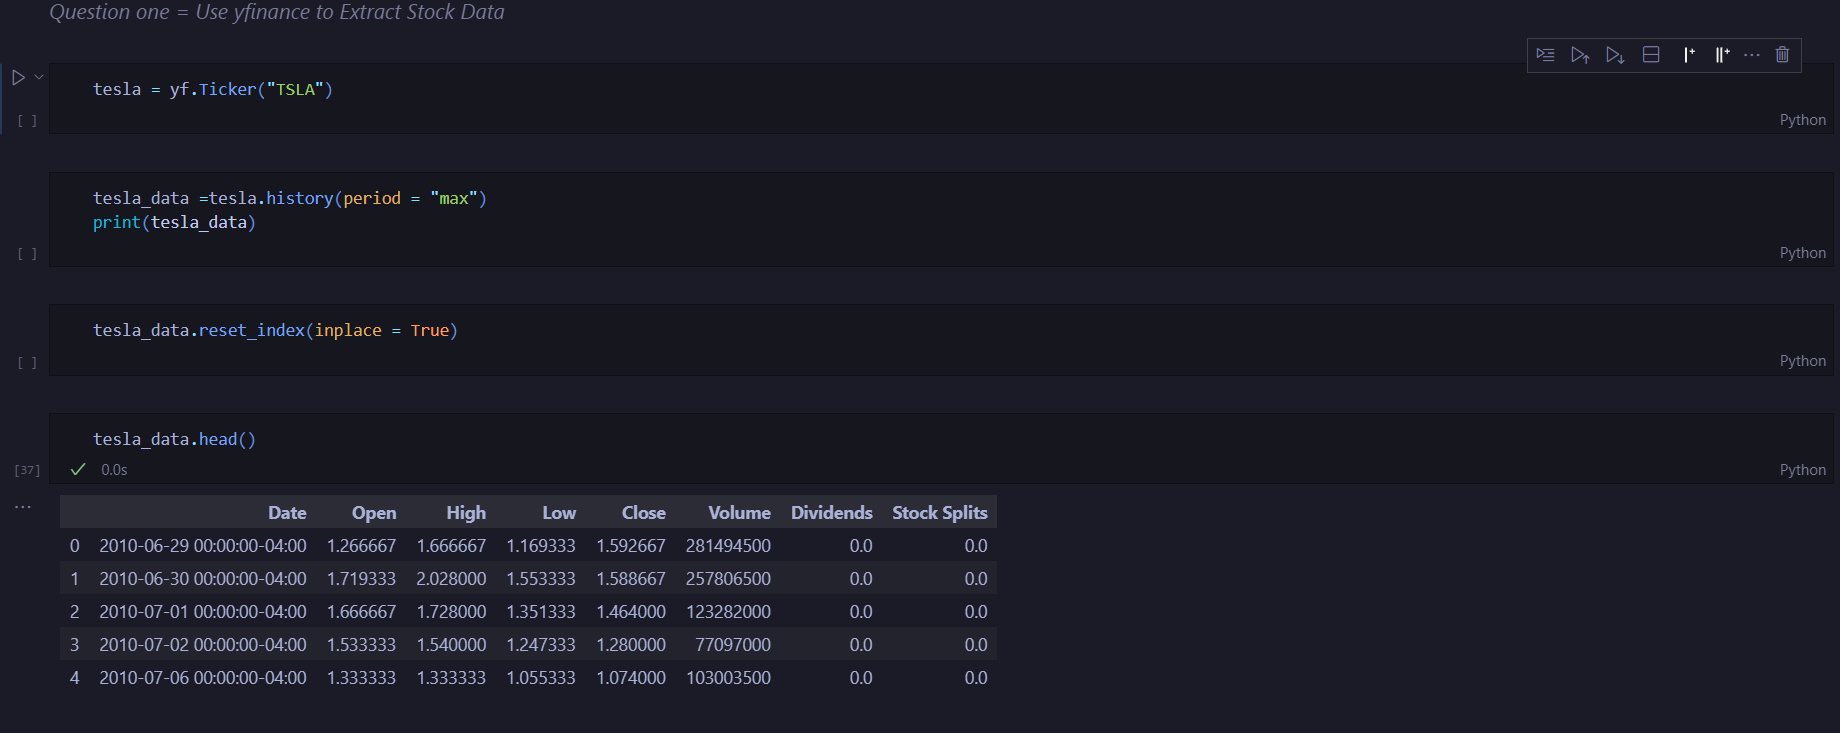 Question one = Use yfinance to Extract Stock Data
tesla = yf.Ticker("TSLA")
[ ]
Python
tesla_data =tesla.history(period = "max")
print(tesla_data)
[ ]
Python
tesla_data.reset_index(inplace = True)
[ ]
Python
tesla_data.head()
[37] 0.0s
Python
Date Open High Low Close Volume Dividends Stock Splits
0 2010-06-29 00:00:00-04:00 1.266667 1.666667 1.169333 1.592667 281494500 0.0 0.0
1 2010-06-30 00:00:00-04:00 1.719333 2.028000 1.553333 1.588667 257806500 0.0 0.0
2 2010-07-01 00:00:00-04:00 1.666667 1.728000 1.351333 1.464000 123282000 0.0 0.0
3 2010-07-02 00:00:00-04:00 1.533333 1.540000 1.247333 1.280000 77097000 0.0 0.0
4 2010-07-06 00:00:00-04:00 1.333333 1.333333 1.055333 1.074000 103003500 0.0 0.0